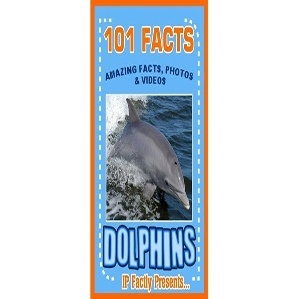 101 FACTS
AMAZING FACTS, PHOTOS
& VIDEOS
DOLPHINS
IP Factly Presents...